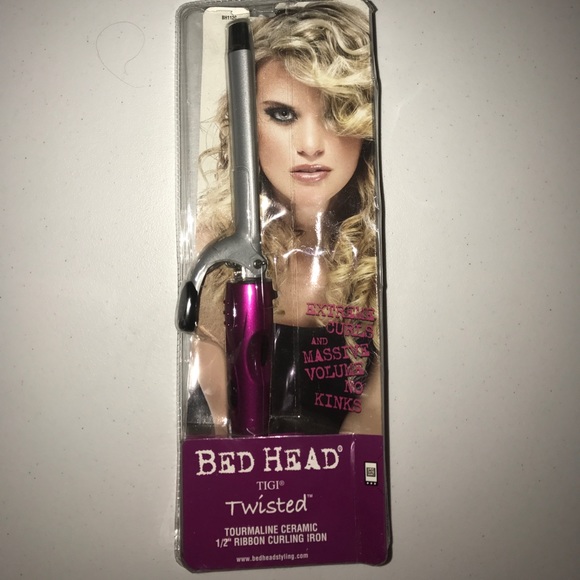 EXTREME
CURLS
AND
MASSIVE
VOLUME
NO
KINKS
BED HEAD®
TIGI®
Twisted™
TOURMALINE CERAMIC
1/2" RIBBON CURLING IRON
www.bedheadstyling.com